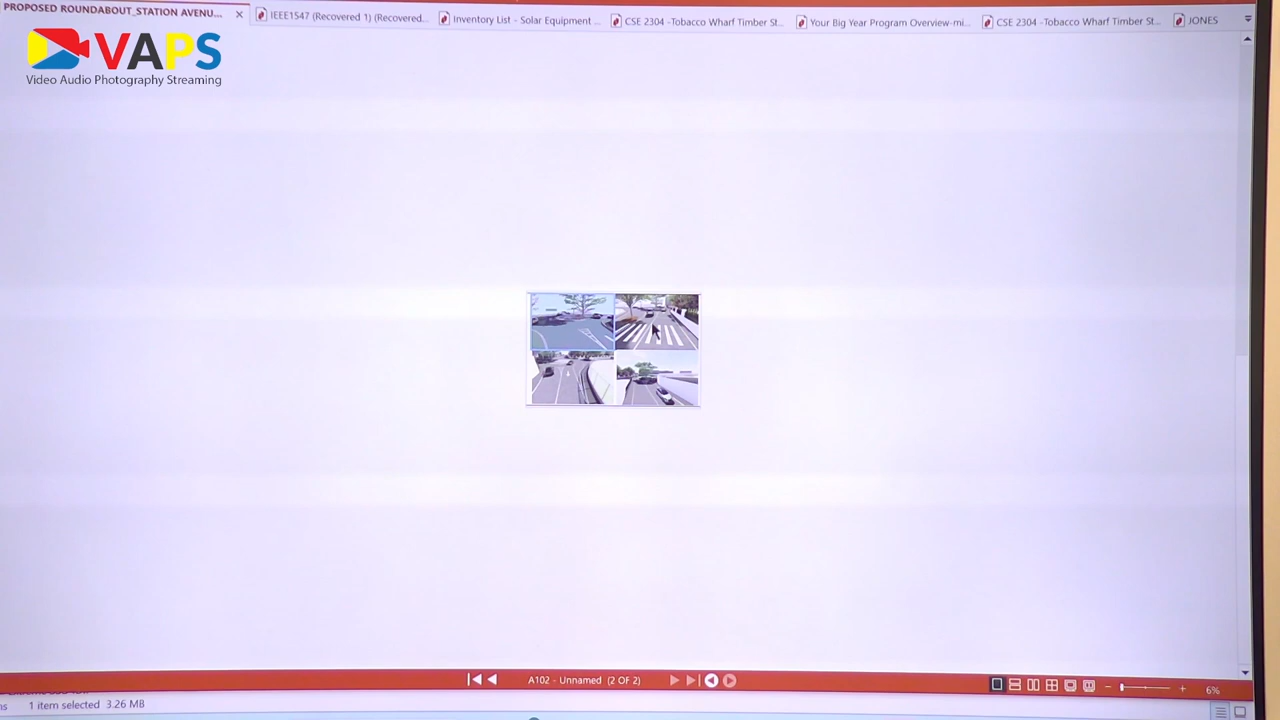 PROPOSED ROUNDABOUT_STATION AVENU...
IEEE1547 (Recovered 1) (Recovered...
Inventory List - Solar Equipment ...
CSE 2304 -Tobacco Wharf Timber St...
Your Big Year Program Overview-mi...
CSE 2304 -Tobacco Wharf Timber St...
JONES
VAPS
Video Audio Photography Streaming
A102 - Unnamed (2 OF 2)
6%
1 item selected 3.26 MB